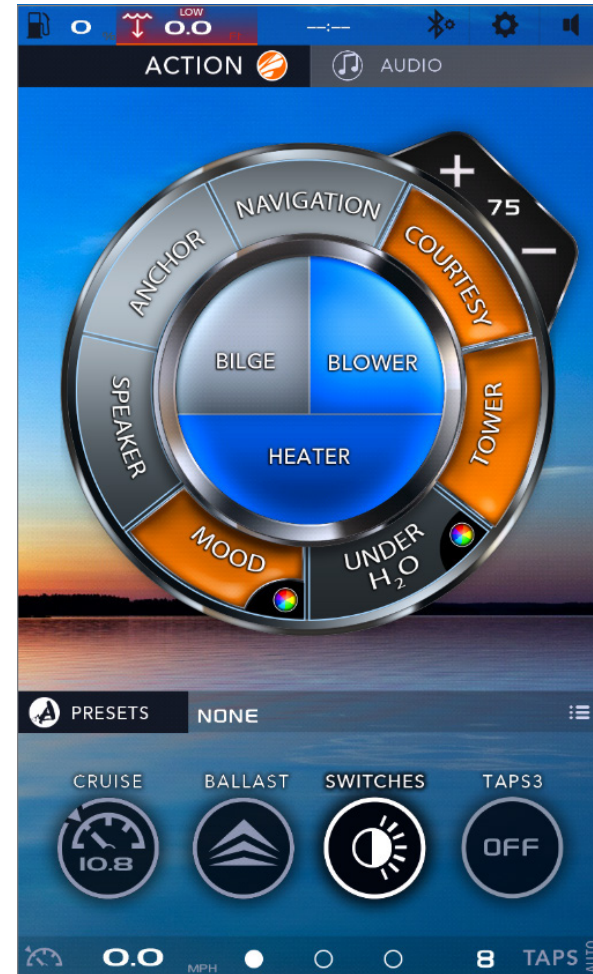 LOW
0 0.0 --:--
ACTION AUDIO
+
75
−
NAVIGATION
ANCHOR
COURTESY
SPEAKER
BILGE BLOWER
TOWER
HEATER
MOOD
UNDER
H₂O
PRESETS NONE
CRUISE BALLAST SWITCHES TAPS3
10.8 OFF
0.0 MPH 8 TAPS AUTO